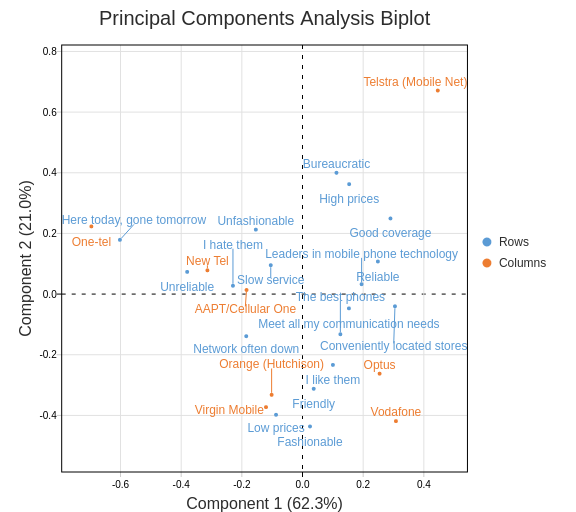 Principal Components Analysis Biplot
0.8
Telstra (Mobile Net)
0.6
Bureaucratic
0.4
High prices
Here today, gone tomorrow
Unfashionable
0.2
Good coverage
One-tel
I hate them
Leaders in mobile phone technology
New Tel
Slow service
Reliable
Unreliable
The best phones
0.0
AAPT/Cellular One
Meet all my communication needs
Network often down
Conveniently located stores
-0.2
Orange (Hutchison)
Optus
I like them
Virgin Mobile
Friendly
Vodafone
-0.4
Low prices
Fashionable
-0.6
-0.4
-0.2
0.0
0.2
0.4
Component 1 (62.3%)
Component 2 (21.0%)
Rows
Columns